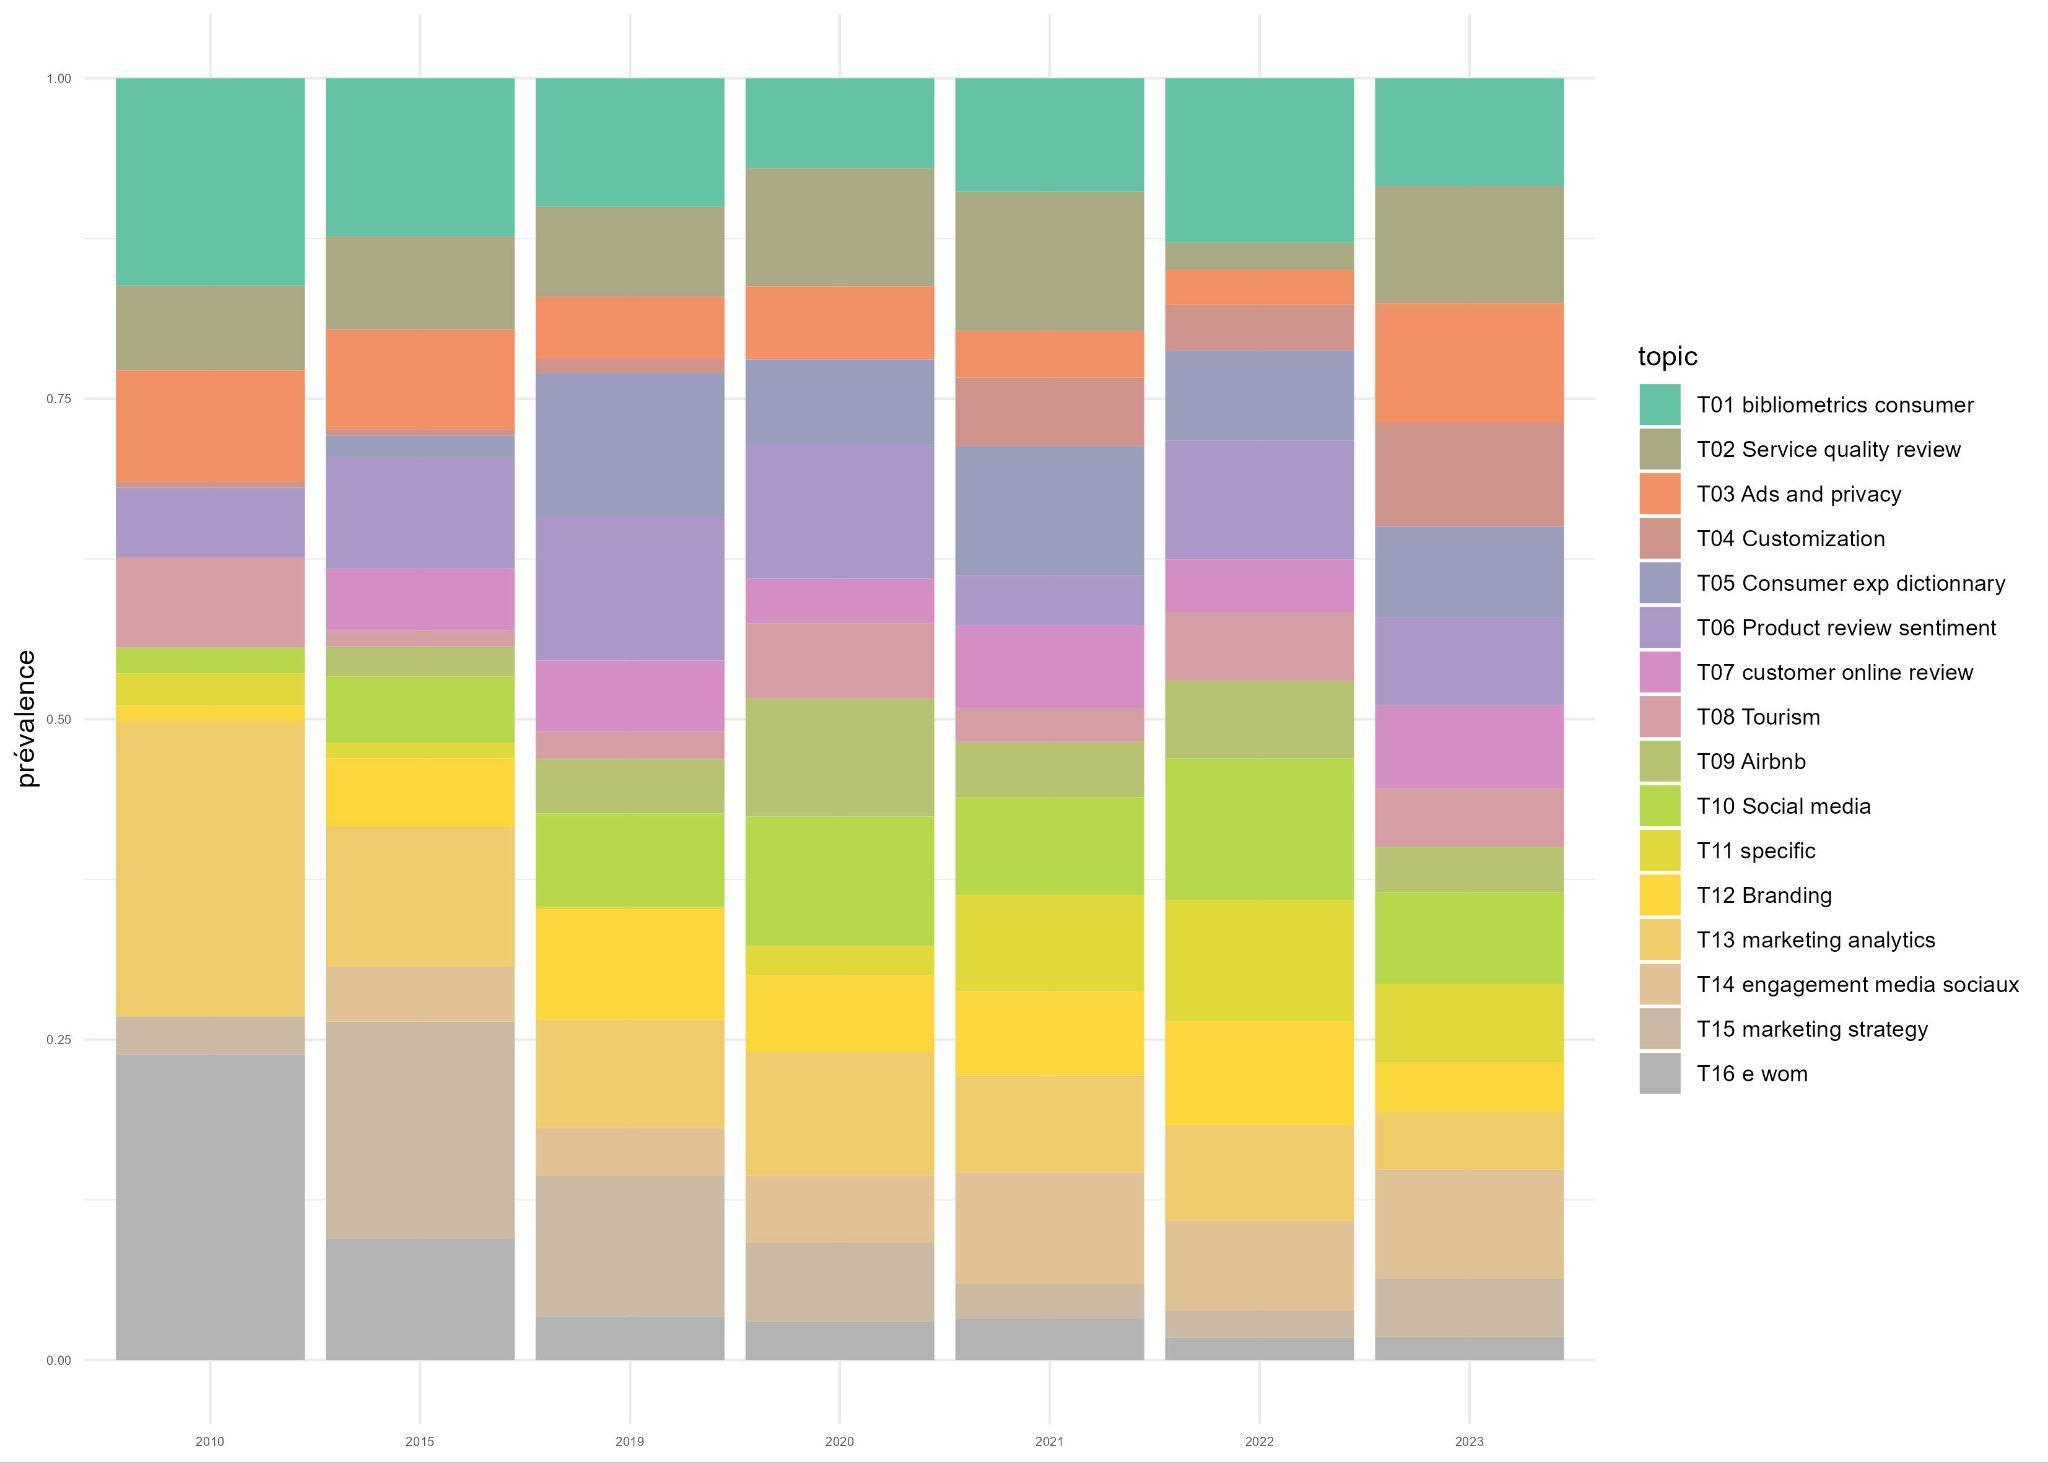 1.00
0.75
0.50
0.25
0.00
prévalence
2010 2015 2019 2020 2021 2022 2023
topic
T01 bibliometrics consumer
T02 Service quality review
T03 Ads and privacy
T04 Customization
T05 Consumer exp dictionnary
T06 Product review sentiment
T07 customer online review
T08 Tourism
T09 Airbnb
T10 Social media
T11 specific
T12 Branding
T13 marketing analytics
T14 engagement media sociaux
T15 marketing strategy
T16 e wom